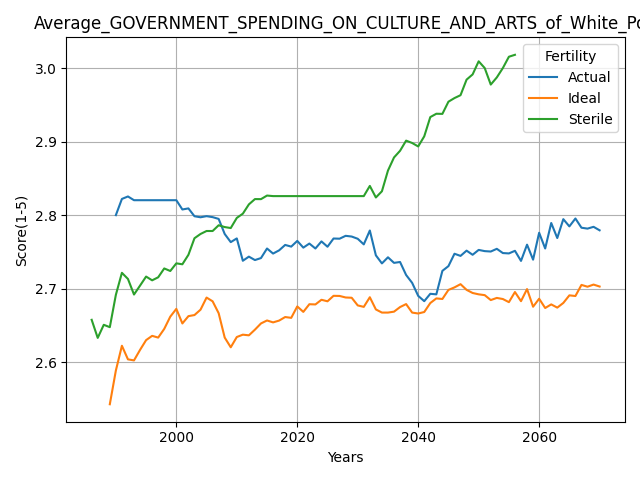 Average_GOVERNMENT_SPENDING_ON_CULTURE_AND_ARTS_of_White_Po
Fertility
Actual
Ideal
Sterile
Score(1-5)
3.0
2.9
2.8
2.7
2.6
2000 2020 2040 2060
Years